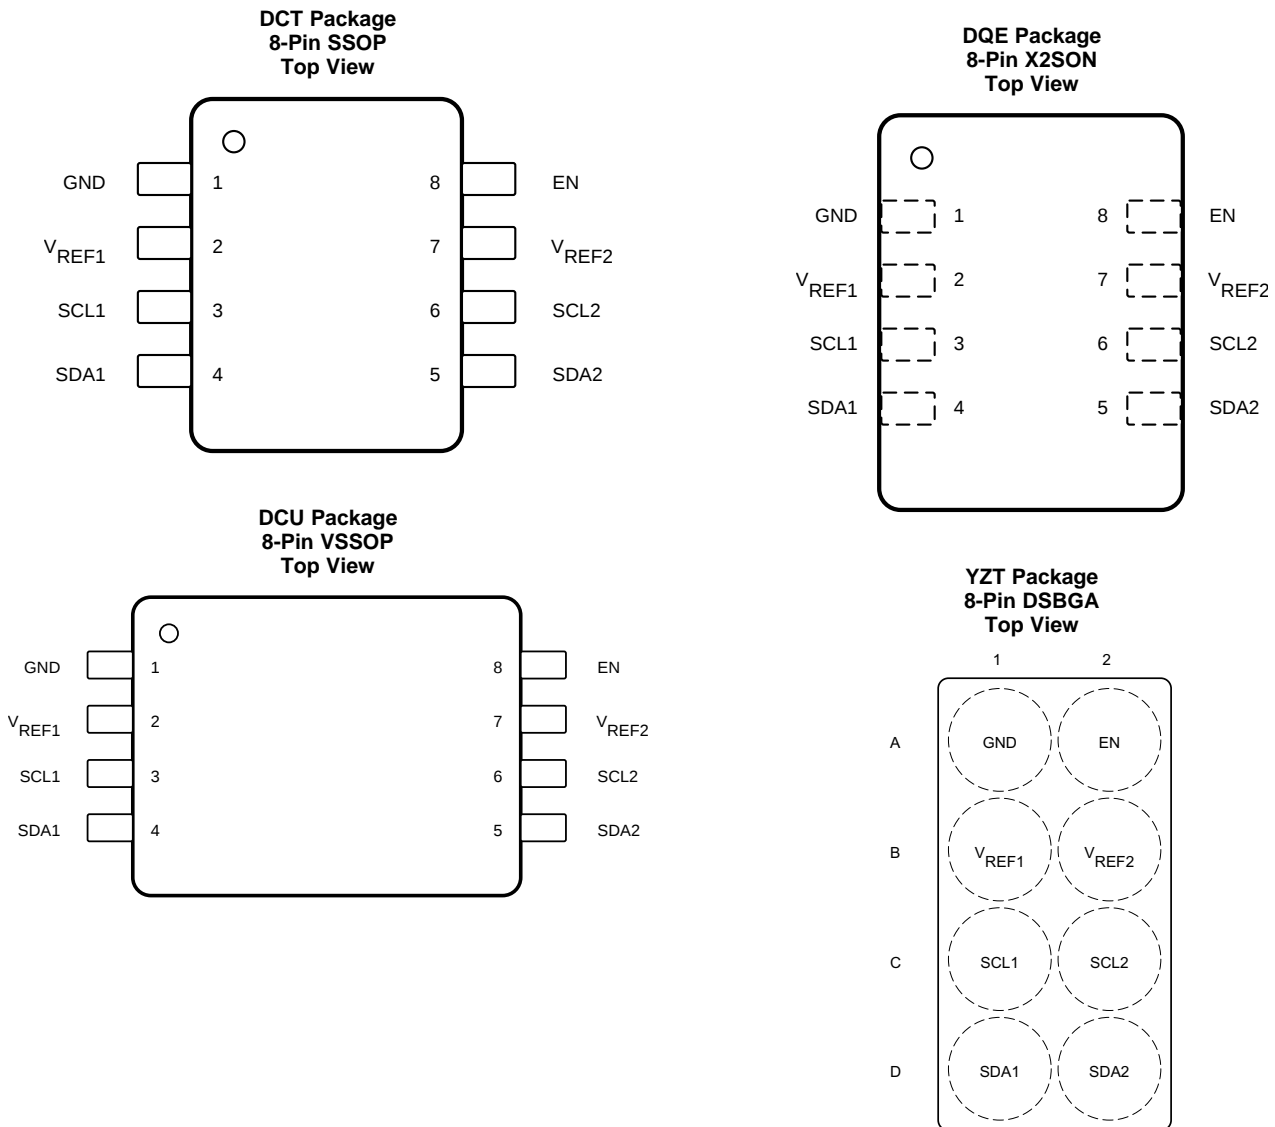 DCT Package
8-Pin SSOP
Top View
GND 1 8 EN
VREF1 2 7 VREF2
SCL1 3 6 SCL2
SDA1 4 5 SDA2
DQE Package
8-Pin X2SON
Top View
GND 1 8 EN
VREF1 2 7 VREF2
SCL1 3 6 SCL2
SDA1 4 5 SDA2
DCU Package
8-Pin VSSOP
Top View
GND 1 8 EN
VREF1 2 7 VREF2
SCL1 3 6 SCL2
SDA1 4 5 SDA2
YZT Package
8-Pin DSBGA
Top View
1 2
A GND EN
B VREF1 VREF2
C SCL1 SCL2
D SDA1 SDA2